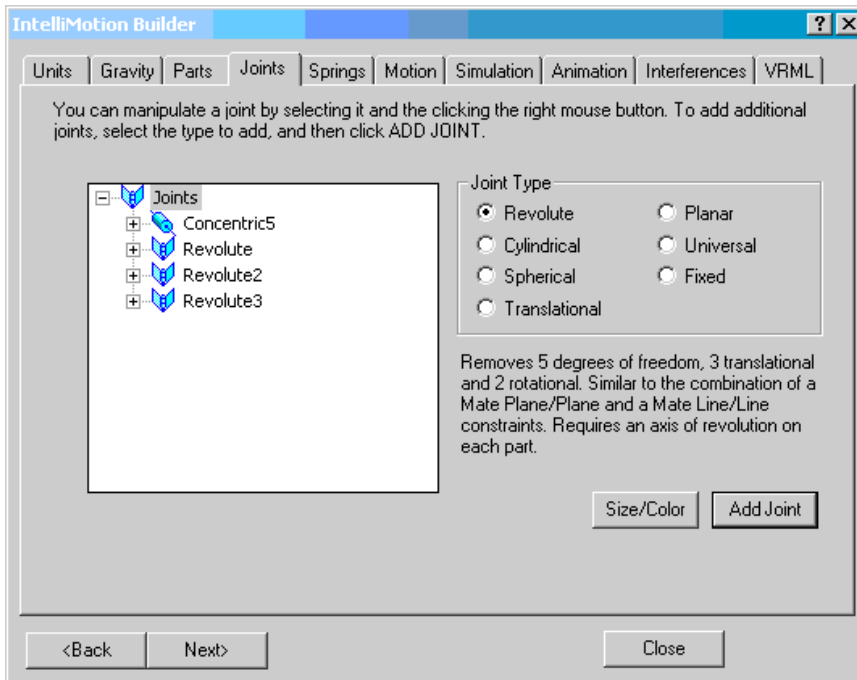 IntelliMotion Builder
Units Gravity Parts Joints Springs Motion Simulation Animation Interferences VRML
You can manipulate a joint by selecting it and the clicking the right mouse button. To add additional
joints, select the type to add, and then click ADD JOINT.
Joints
Concentric5
Revolute
Revolute2
Revolute3
Joint Type
Revolute Planar
Cylindrical Universal
Spherical Fixed
Translational
Removes 5 degrees of freedom, 3 translational
and 2 rotational. Similar to the combination of a
Mate Plane/Plane and a Mate Line/Line
constraints. Requires an axis of revolution on
each part.
Size/Color Add Joint
<Back Next> Close